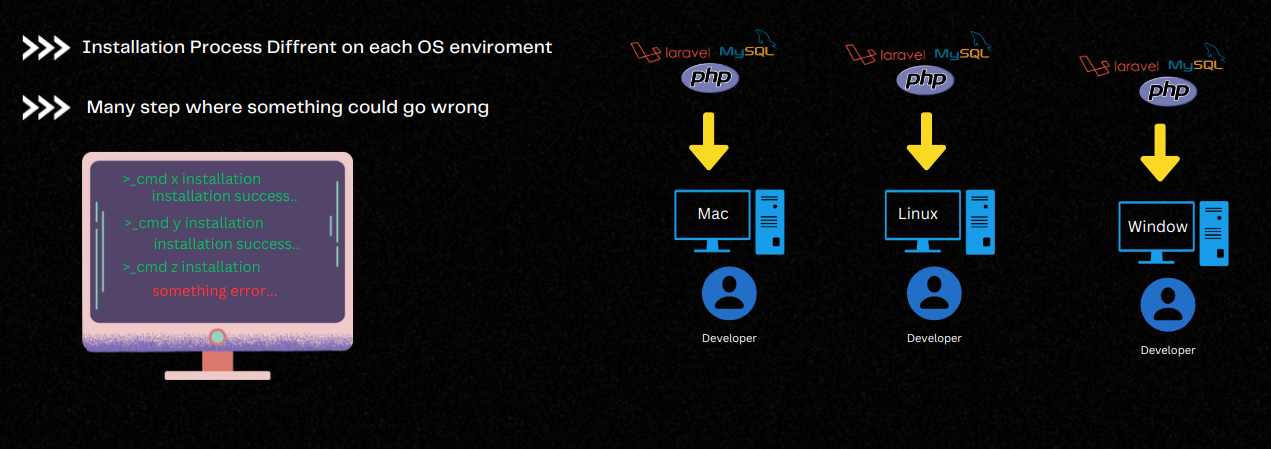 Installation Process Diffrent on each OS enviroment
Many step where something could go wrong
>_cmd x installation
installation success..
>_cmd y installation
installation success..
>_cmd z installation
something error...
laravel MySQL
php
Mac
Developer
laravel MySQL
php
Linux
Developer
laravel MySQL
php
Window
Developer